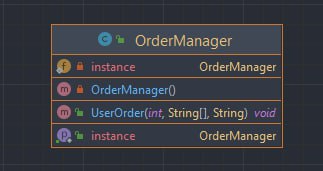 OrderManager
instance OrderManager
OrderManager()
UserOrder(int, String[], String) void
instance OrderManager